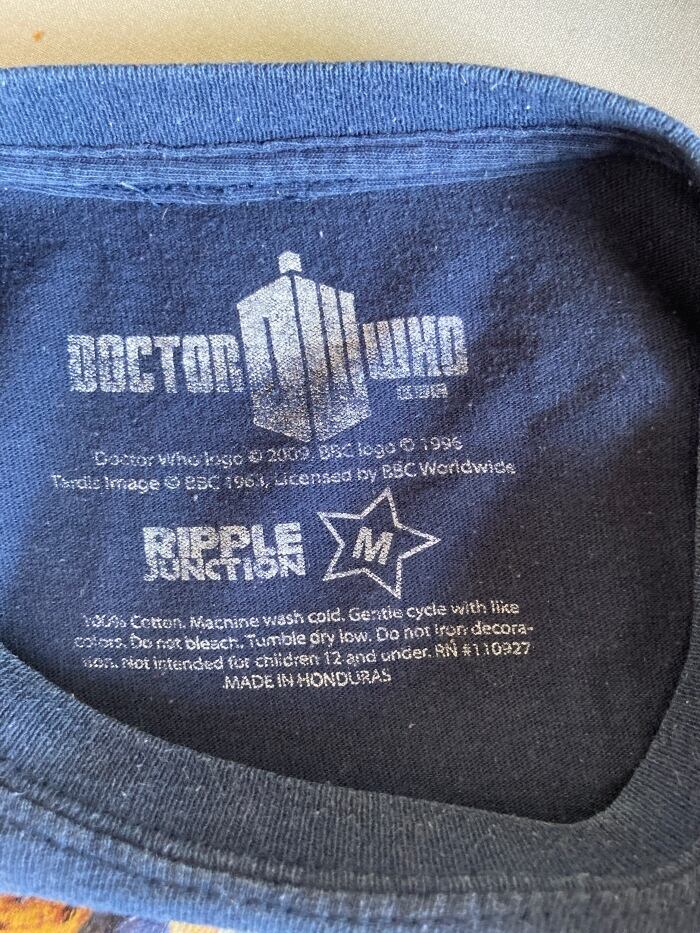 DOCTOR WHO
BBC
Doctor Who logo © 2009. BBC logo © 1996
Tardis Image © BBC 1963, Licensed by BBC Worldwide
RIPPLE
JUNCTION
M
100% Cotton. Machine wash cold. Gentle cycle with like
colors. Do not bleach. Tumble dry low. Do not iron decora-
tion. Not intended for children 12 and under. RN #110927
MADE IN HONDURAS